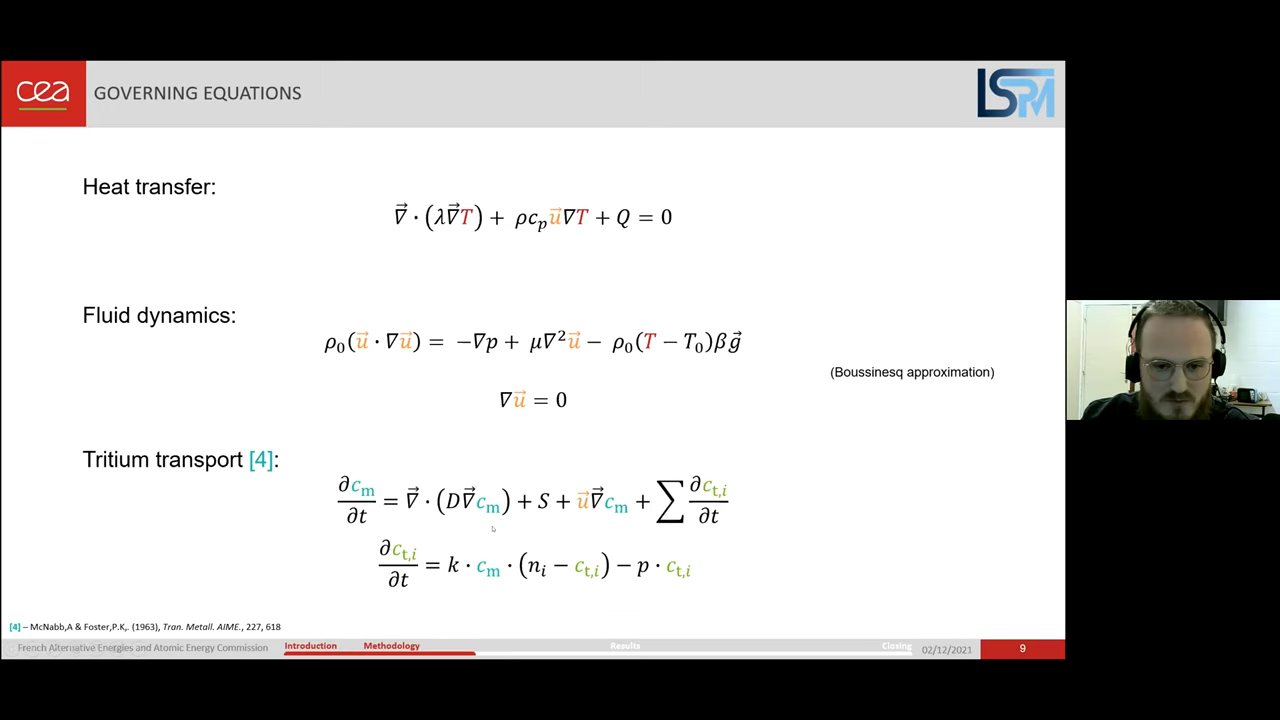 cea
GOVERNING EQUATIONS
LSPM
Heat transfer:
∇⃗ · (λ∇⃗T) + ρcₚu⃗∇T + Q = 0
Fluid dynamics:
ρ₀(u⃗ · ∇u⃗) = −∇p + μ∇²u⃗ − ρ₀(T − T₀)βg⃗
(Boussinesq approximation)
∇u⃗ = 0
Tritium transport [4]:
∂c_m/∂t = ∇⃗ · (D∇⃗c_m) + S + u⃗∇⃗c_m + ∑ ∂c_t,i/∂t
∂c_t,i/∂t = k · c_m · (n_i − c_t,i) − p · c_t,i
[4] – McNabb,A & Foster,P.K,. (1963), Tran. Metall. AIME., 227, 618
French Alternative Energies and Atomic Energy Commission Introduction Methodology Results Closing 02/12/2021 9